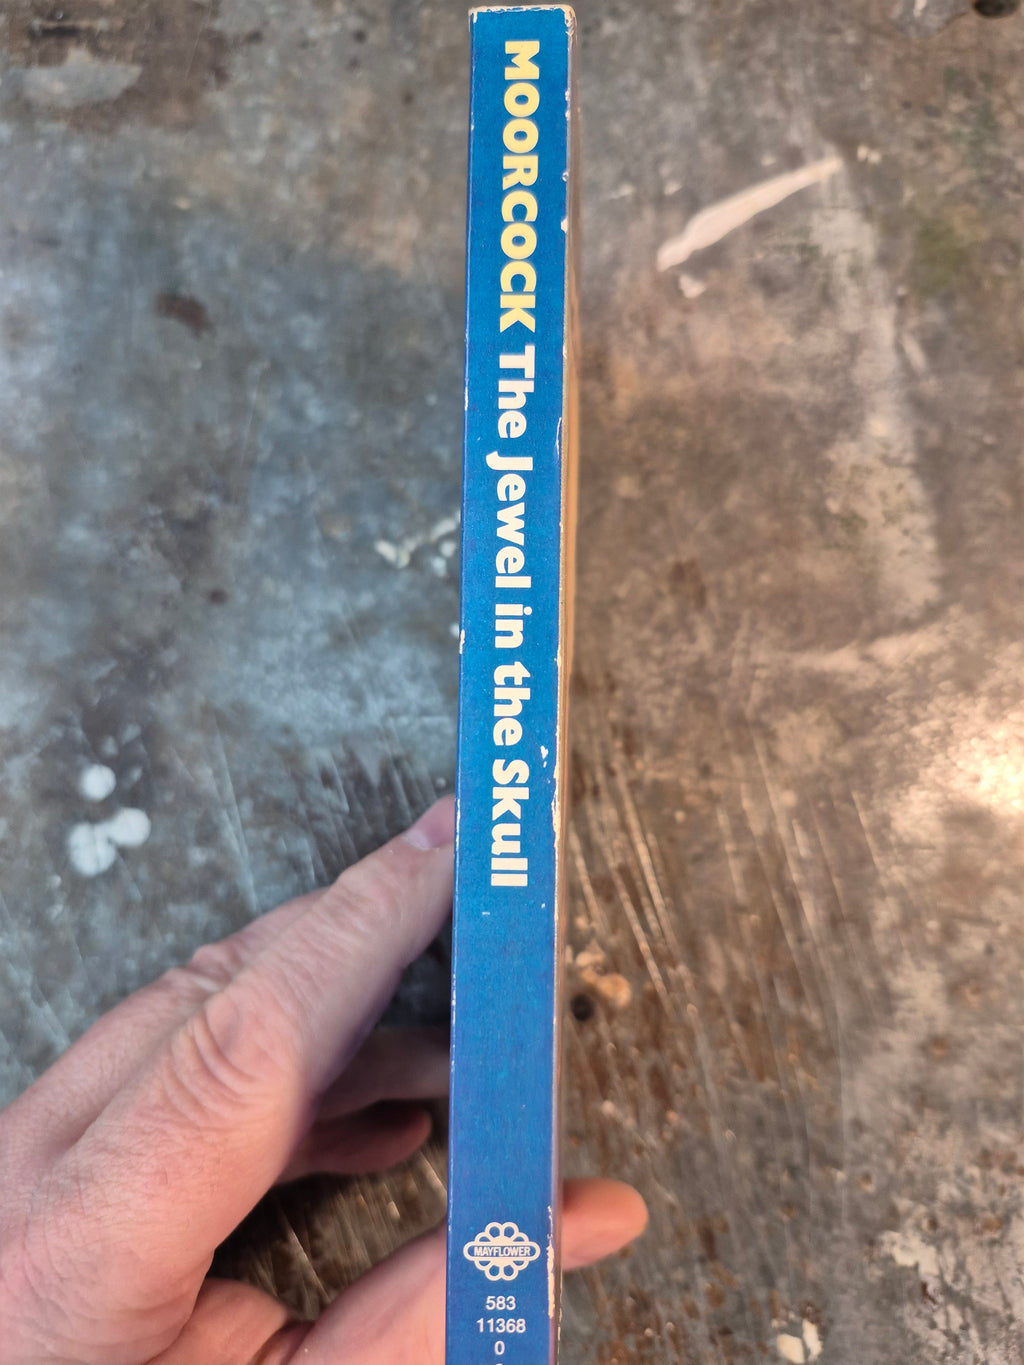 MOORCOCK The Jewel in the Skull
MAYFLOWER
583
11368
0